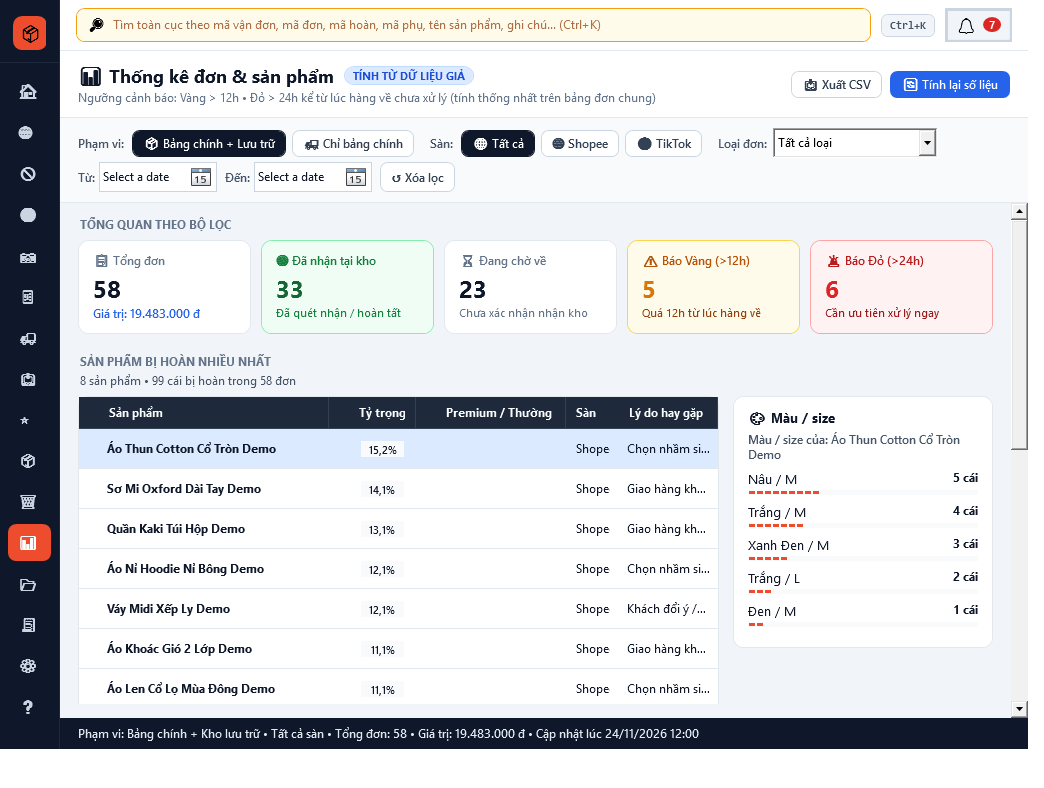 Tìm toàn cục theo mã vận đơn, mã đơn, mã hoàn, mã phụ, tên sản phẩm, ghi chú... (Ctrl+K)
Ctrl+K
7
Thống kê đơn & sản phẩm
TÍNH TỪ DỮ LIỆU GIẢ
Ngưỡng cảnh báo: Vàng > 12h • Đỏ > 24h kể từ lúc hàng về chưa xử lý (tính thống nhất trên bảng đơn chung)
Xuất CSV
Tính lại số liệu
Phạm vi:
Bảng chính + Lưu trữ
Chỉ bảng chính
Sàn:
Tất cả
Shopee
TikTok
Loại đơn:
Tất cả loại
Từ:
Select a date
15
Đến:
Select a date
15
↺ Xóa lọc
TỔNG QUAN THEO BỘ LỌC
Tổng đơn
58
Giá trị: 19.483.000 đ
Đã nhận tại kho
33
Đã quét nhận / hoàn tất
Đang chờ về
23
Chưa xác nhận nhận kho
Báo Vàng (>12h)
5
Quá 12h từ lúc hàng về
Báo Đỏ (>24h)
6
Cần ưu tiên xử lý ngay
SẢN PHẨM BỊ HOÀN NHIỀU NHẤT
8 sản phẩm • 99 cái bị hoàn trong 58 đơn
Sản phẩm Tỷ trọng Premium / Thường Sàn Lý do hay gặp
Áo Thun Cotton Cổ Tròn Demo 15,2% Shope Chọn nhầm si...
Sơ Mi Oxford Dài Tay Demo 14,1% Shope Giao hàng kh...
Quần Kaki Túi Hộp Demo 13,1% Shope Giao hàng kh...
Áo Nỉ Hoodie Nỉ Bông Demo 12,1% Shope Chọn nhầm si...
Váy Midi Xếp Ly Demo 12,1% Shope Khách đổi ý /...
Áo Khoác Gió 2 Lớp Demo 11,1% Shope Giao hàng kh...
Áo Len Cổ Lọ Mùa Đông Demo 11,1% Shope Chọn nhầm si...
Màu / size
Màu / size của: Áo Thun Cotton Cổ Tròn
Demo
Nâu / M 5 cái
Trắng / M 4 cái
Xanh Đen / M 3 cái
Trắng / L 2 cái
Đen / M 1 cái
Phạm vi: Bảng chính + Kho lưu trữ • Tất cả sàn • Tổng đơn: 58 • Giá trị: 19.483.000 đ • Cập nhật lúc 24/11/2026 12:00